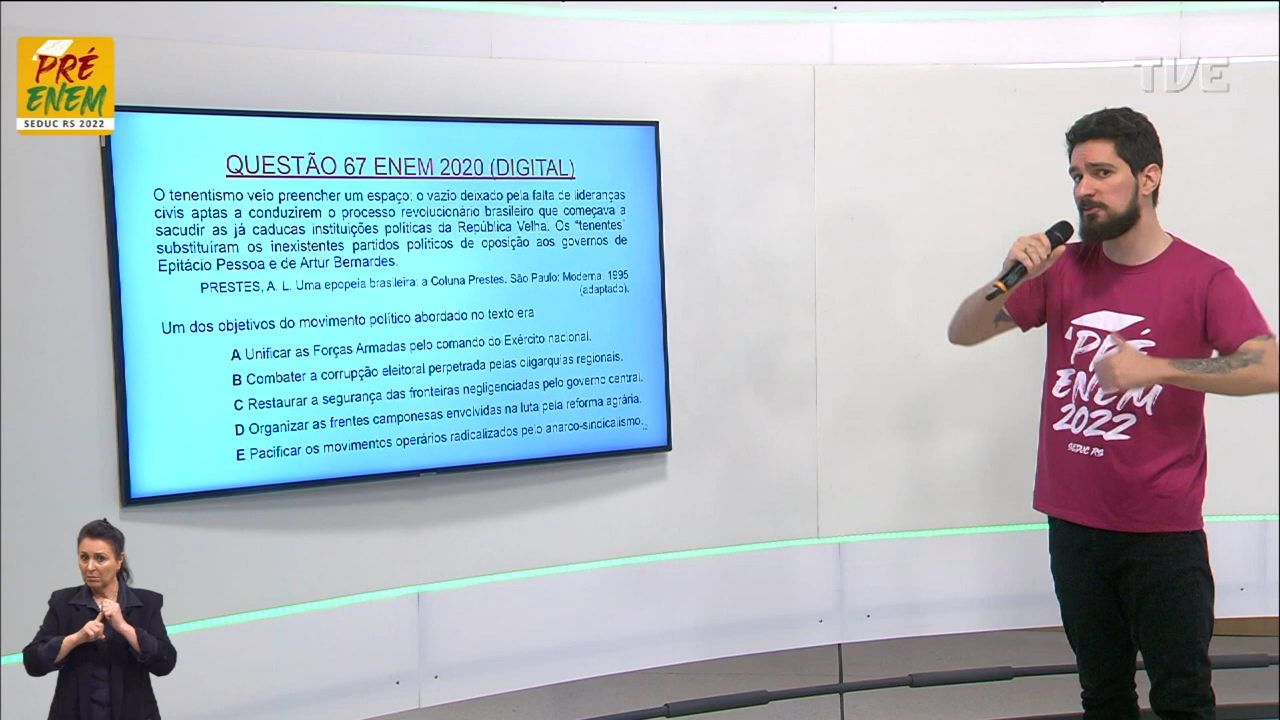 PRÉ
ENEM
SEDUC RS 2022
TVE
QUESTÃO 67 ENEM 2020 (DIGITAL)
O tenentismo veio preencher um espaço: o vazio deixado pela falta de lideranças
civis aptas a conduzirem o processo revolucionário brasileiro que começava a
sacudir as já caducas instituições políticas da República Velha. Os "tenentes"
substituíram os inexistentes partidos políticos de oposição aos governos de
Epitácio Pessoa e de Artur Bernardes.
PRESTES, A. L. Uma epopeia brasileira: a Coluna Prestes. São Paulo: Moderna, 1995
(adaptado).
Um dos objetivos do movimento político abordado no texto era
A Unificar as Forças Armadas pelo comando do Exército nacional.
B Combater a corrupção eleitoral perpetrada pelas oligarquias regionais.
C Restaurar a segurança das fronteiras negligenciadas pelo governo central.
D Organizar as frentes camponesas envolvidas na luta pela reforma agrária.
E Pacificar os movimentos operários radicalizados pelo anarco-sindicalismo.
PRÉ
ENEM
2022
SEDUC RS